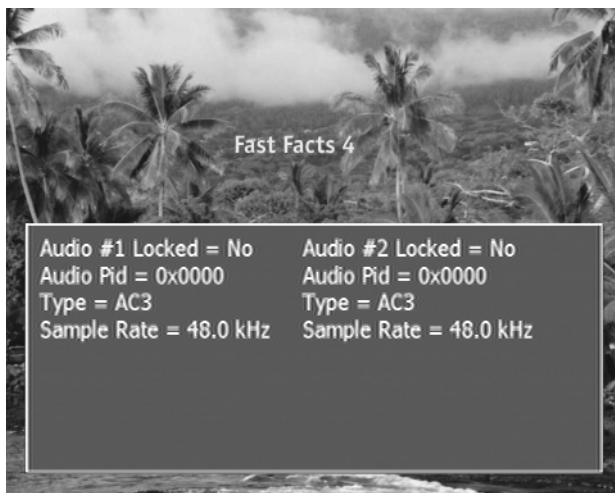 Fast Facts 4
Audio #1 Locked = No
Audio Pid = 0x0000
Type = AC3
Sample Rate = 48.0 kHz
Audio #2 Locked = No
Audio Pid = 0x0000
Type = AC3
Sample Rate = 48.0 kHz